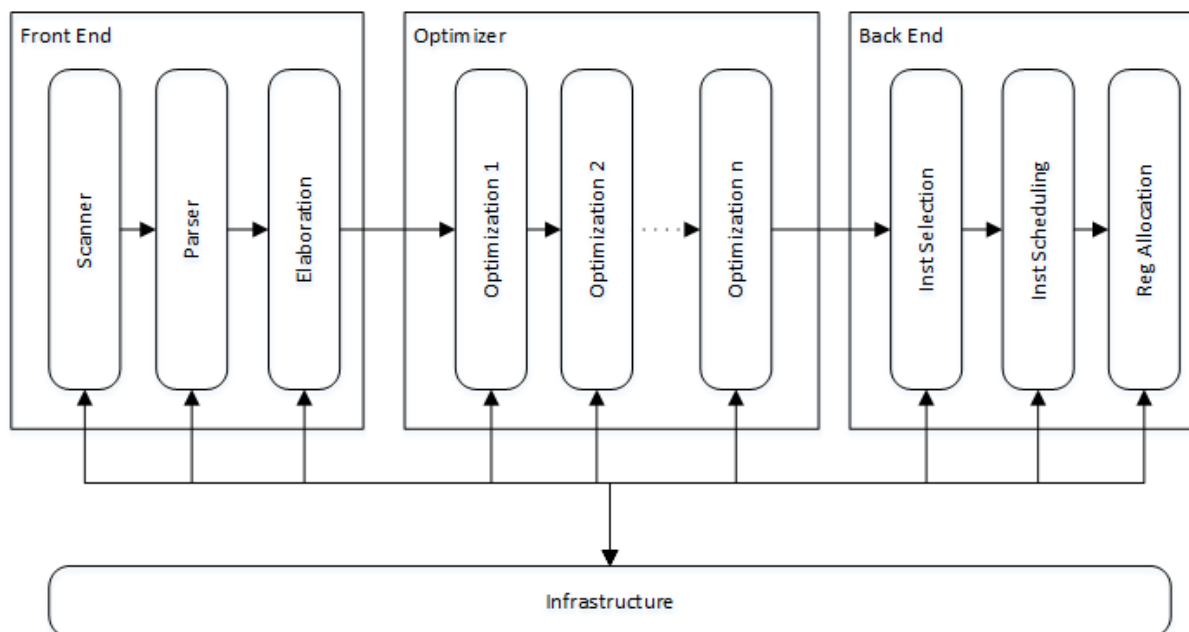 Front End
Scanner
Parser
Elaboration
Optimizer
Optimization 1
Optimization 2
Optimization n
Back End
Inst Selection
Inst Scheduling
Reg Allocation
Infrastructure